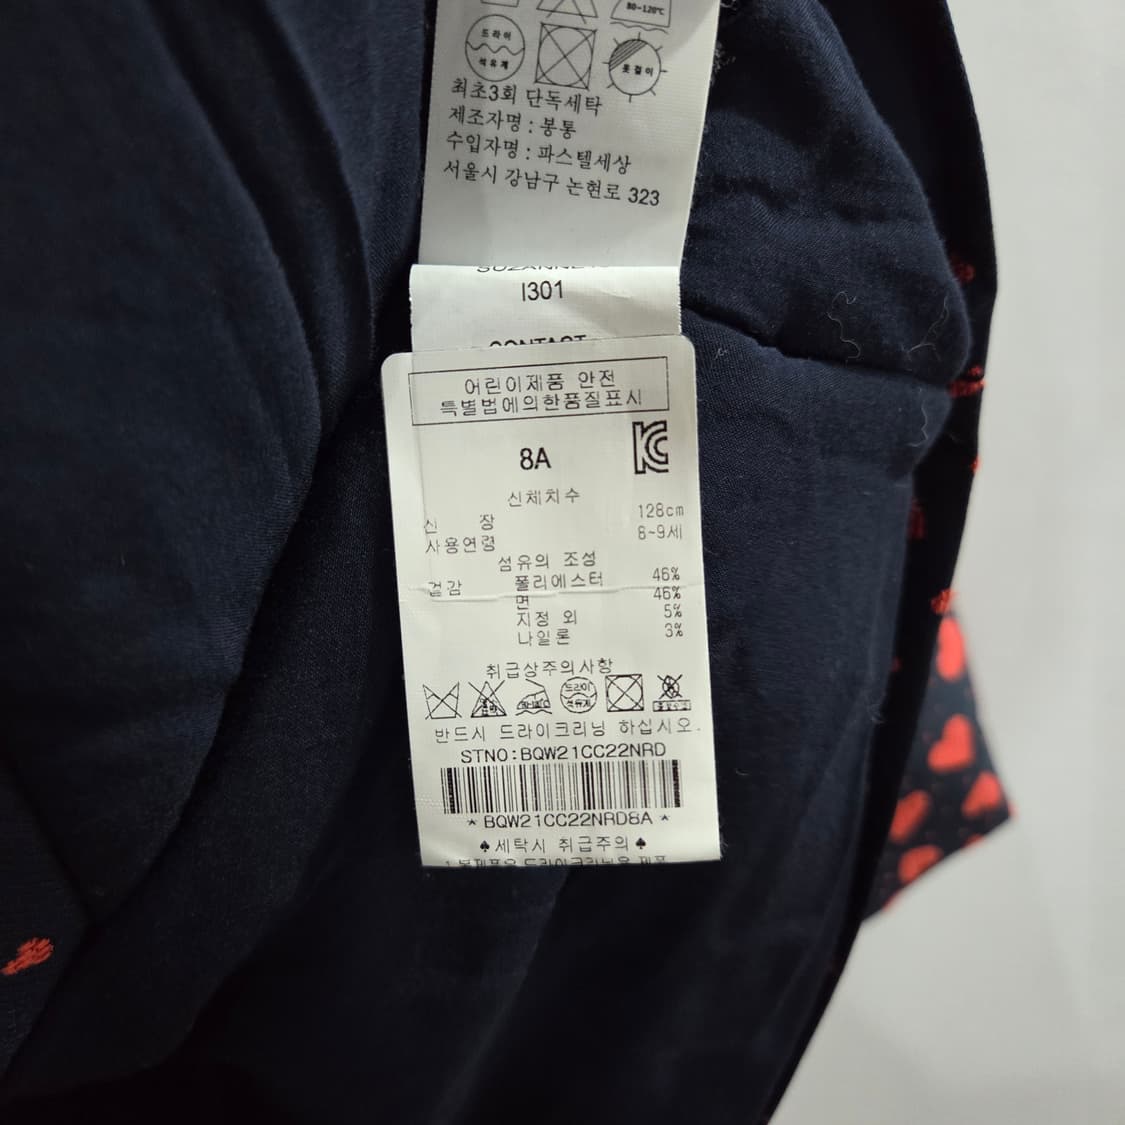 80~120℃
드라이
석유계
옷걸이
최초3회 단독세탁
제조자명 : 봉통
수입자명 : 파스텔세상
서울시 강남구 논현로 323
I301
CONTACT
어린이제품 안전
특별법에의한품질표시
8A
신체치수
신 장 128cm
사용연령 8~9세
섬유의 조성
겉감 폴리에스터 46%
면 46%
지정 외 5%
나일론 3%
취급상주의사항
드라이
석유계
반드시 드라이크리닝 하십시오.
STNO:BQW21CC22NRD
*BQW21CC22NRD8A *
♠세탁시 취급주의♠